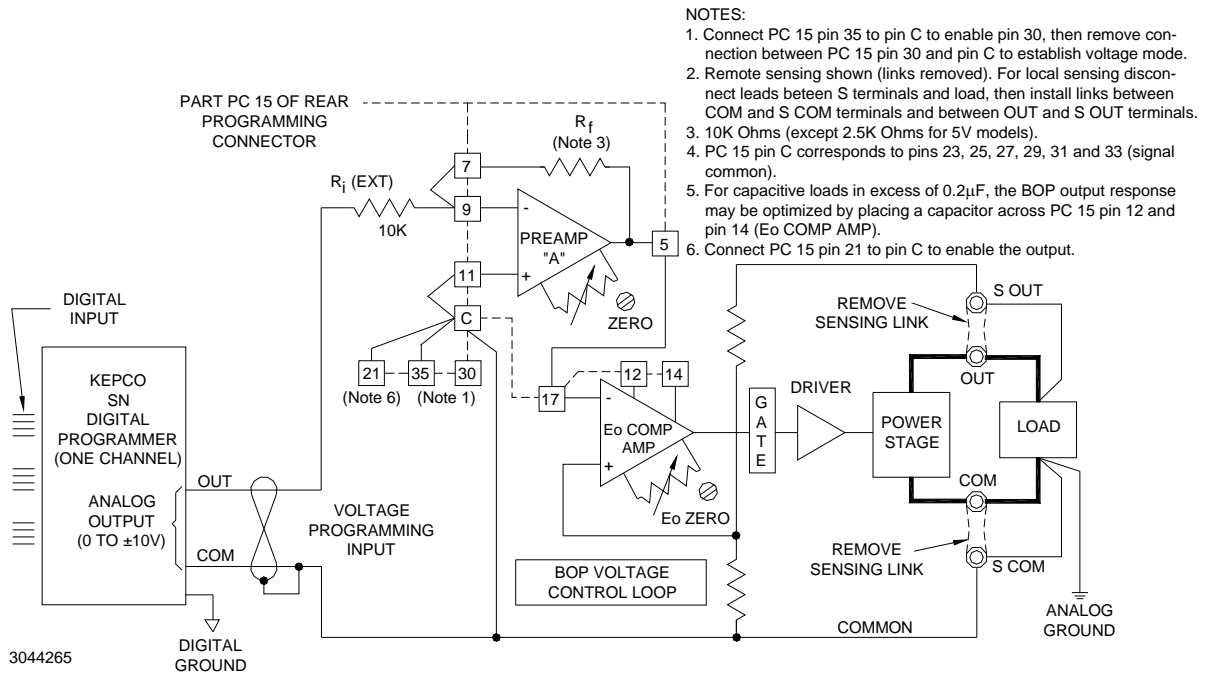 NOTES:
1. Connect PC 15 pin 35 to pin C to enable pin 30, then remove con-
nection between PC 15 pin 30 and pin C to establish voltage mode.
2. Remote sensing shown (links removed). For local sensing discon-
nect leads beteen S terminals and load, then install links between
COM and S COM terminals and between OUT and S OUT terminals.
3. 10K Ohms (except 2.5K Ohms for 5V models).
4. PC 15 pin C corresponds to pins 23, 25, 27, 29, 31 and 33 (signal
common).
5. For capacitive loads in excess of 0.2µF, the BOP output response
may be optimized by placing a capacitor across PC 15 pin 12 and
pin 14 (Eo COMP AMP).
6. Connect PC 15 pin 21 to pin C to enable the output.
PART PC 15 OF REAR
PROGRAMMING
CONNECTOR
Rf
(Note 3)
7
Ri (EXT)
10K
9
-
PREAMP
"A"
+
11
5
C
ZERO
21
35
30
(Note 6)
(Note 1)
17
12
14
-
Eo COMP
AMP
+
Eo ZERO
G
A
T
E
DRIVER
POWER
STAGE
REMOVE
SENSING LINK
S OUT
OUT
LOAD
COM
REMOVE
SENSING LINK
S COM
ANALOG
GROUND
DIGITAL
INPUT
KEPCO
SN
DIGITAL
PROGRAMMER
(ONE CHANNEL)
ANALOG
OUTPUT
(0 TO ±10V)
OUT
COM
VOLTAGE
PROGRAMMING
INPUT
BOP VOLTAGE
CONTROL LOOP
COMMON
DIGITAL
GROUND
3044265